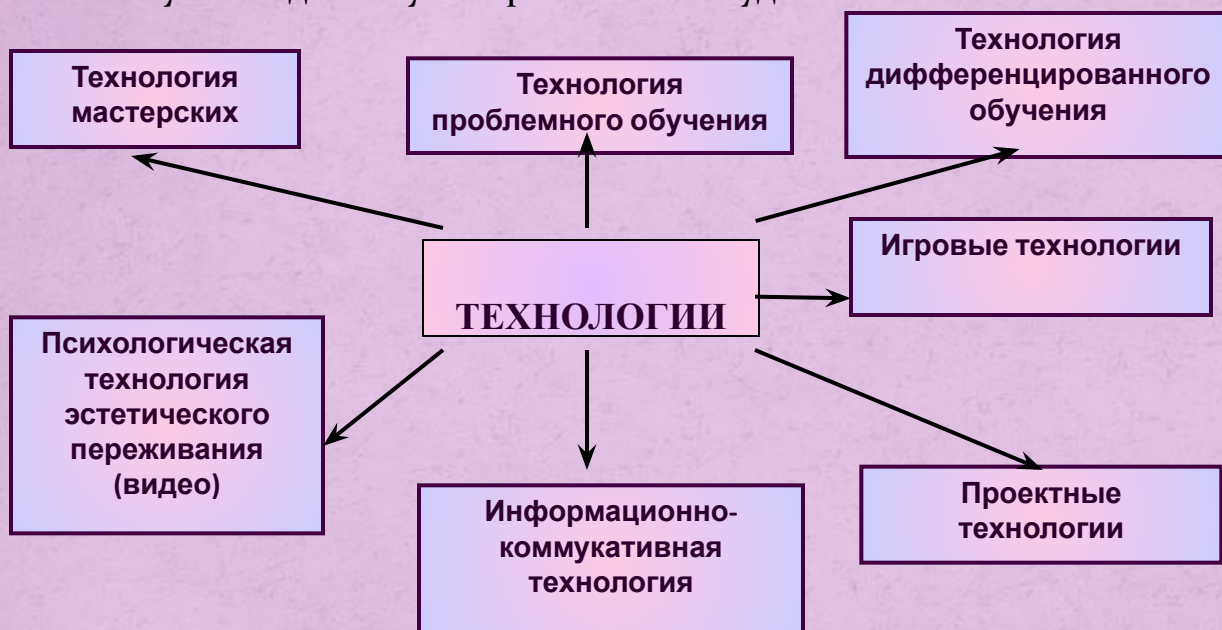 Технология
мастерских
Технология
проблемного обучения
Технология
дифференцированного
обучения
Игровые технологии
ТЕХНОЛОГИИ
Психологическая
технология
эстетического
переживания
(видео)
Информационно-
коммукативная
технология
Проектные
технологии